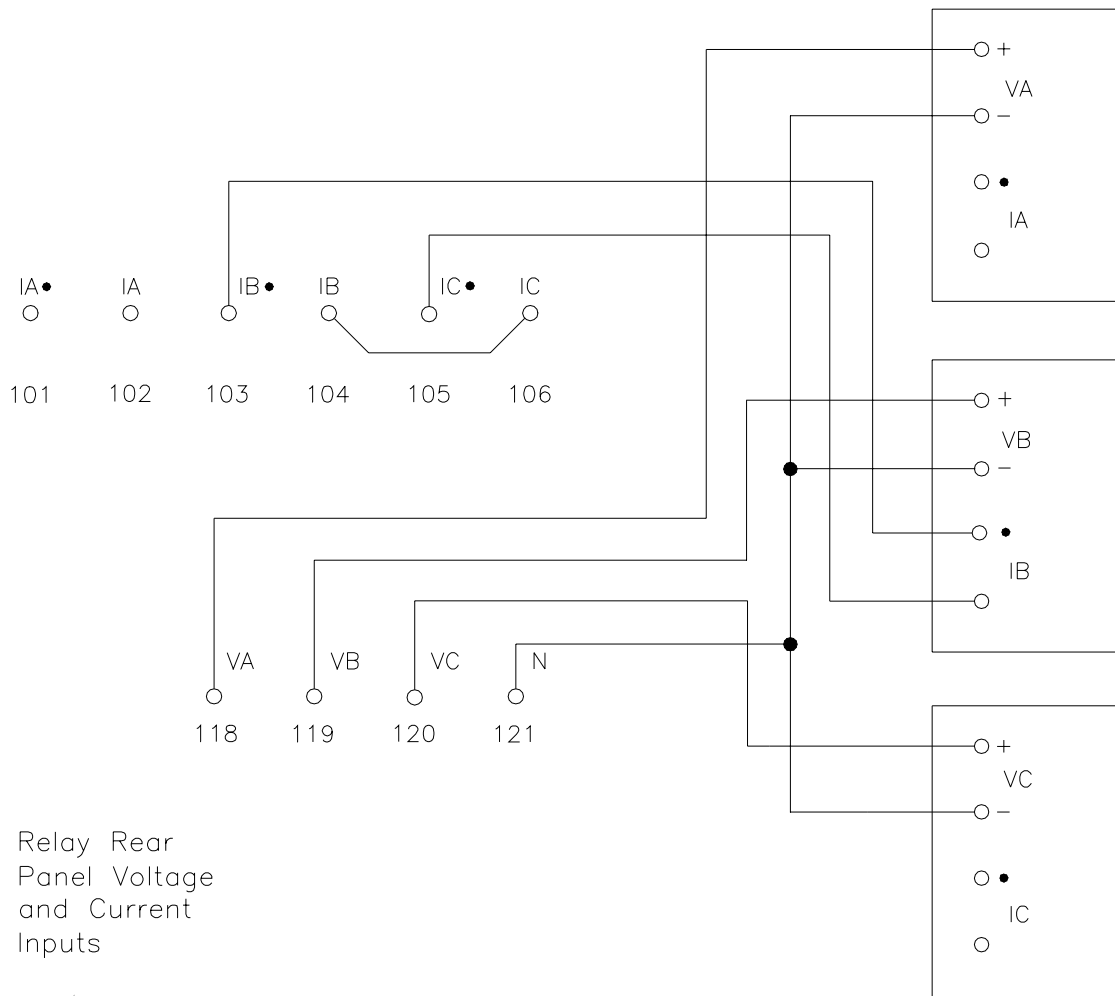 +
VA
−
IA
IA IA IB IB IC IC
101 102 103 104 105 106
+
VB
−
IB
VA VB VC N
118 119 120 121
+
VC
−
IC
Relay Rear
Panel Voltage
and Current
Inputs